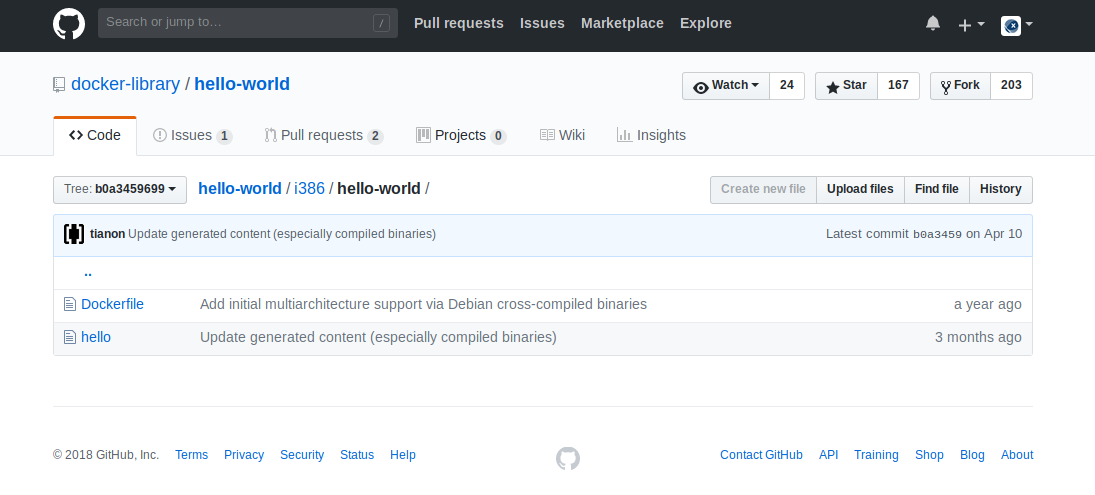 Search or jump to… / Pull requests Issues Marketplace Explore
docker-library / hello-world Watch 24 Star 167 Fork 203
Code Issues 1 Pull requests 2 Projects 0 Wiki Insights
Tree: b0a3459699 hello-world / i386 / hello-world / Create new file Upload files Find file History
tianon Update generated content (especially compiled binaries) Latest commit b0a3459 on Apr 10
..
Dockerfile Add initial multiarchitecture support via Debian cross-compiled binaries a year ago
hello Update generated content (especially compiled binaries) 3 months ago
© 2018 GitHub, Inc. Terms Privacy Security Status Help Contact GitHub API Training Shop Blog About